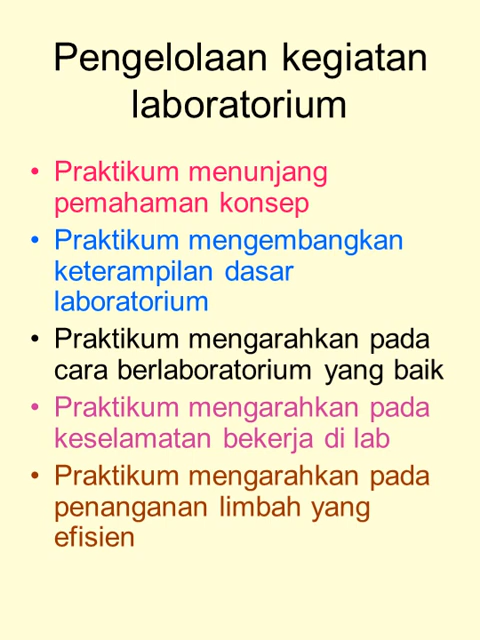 Pengelolaan kegiatan
laboratorium
• Praktikum menunjang
pemahaman konsep
• Praktikum mengembangkan
keterampilan dasar
laboratorium
• Praktikum mengarahkan pada
cara berlaboratorium yang baik
• Praktikum mengarahkan pada
keselamatan bekerja di lab
• Praktikum mengarahkan pada
penanganan limbah yang
efisien